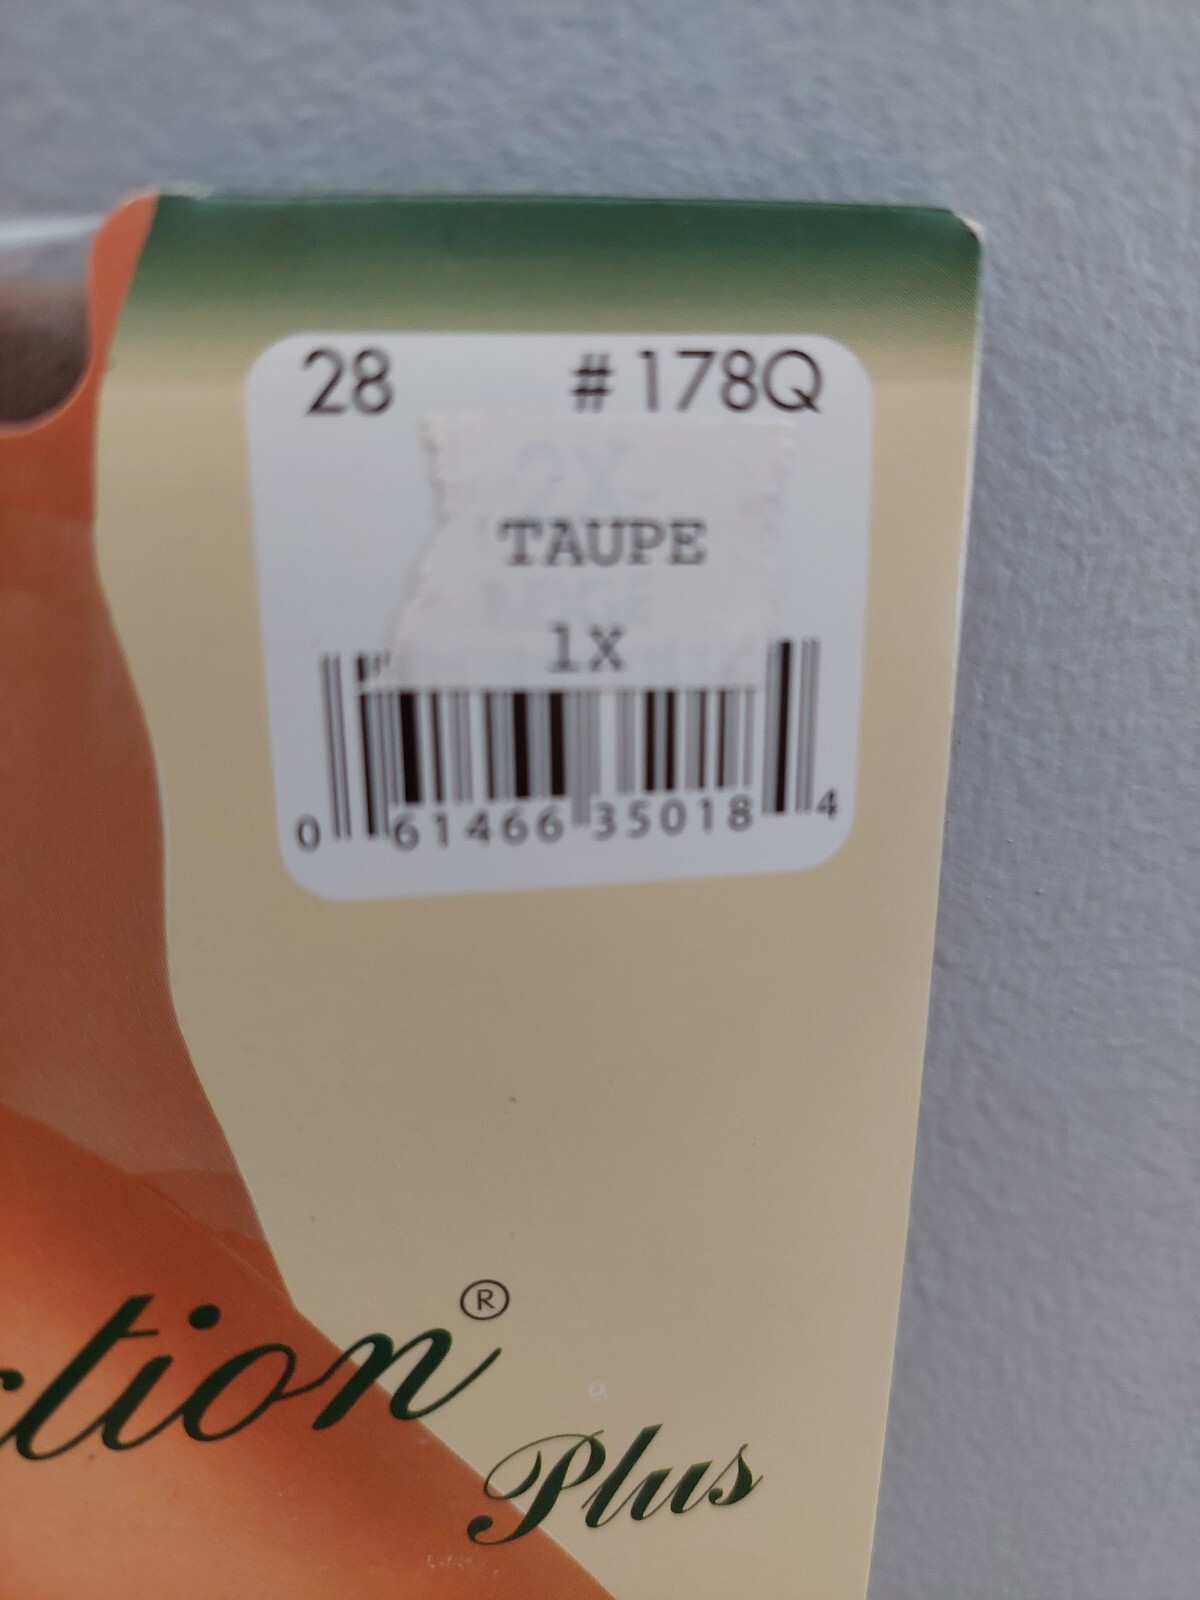 28 #178Q
TAUPE
1X
0 61466 35018 4
ction®
Plus